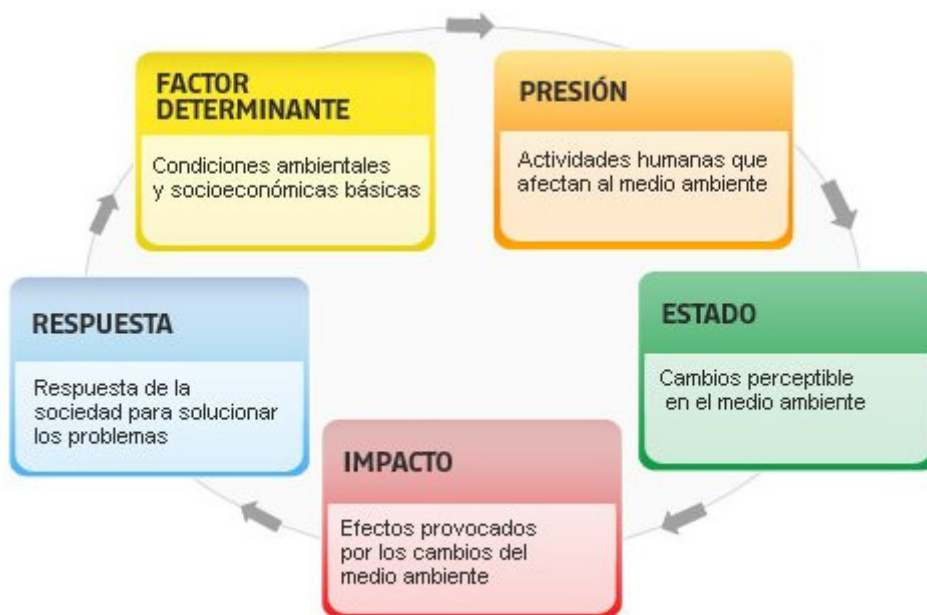 FACTOR
DETERMINANTE
Condiciones ambientales
y socioeconómicas básicas
PRESIÓN
Actividades humanas que
afectan al medio ambiente
ESTADO
Cambios perceptible
en el medio ambiente
IMPACTO
Efectos provocados
por los cambios del
medio ambiente
RESPUESTA
Respuesta de la
sociedad para solucionar
los problemas